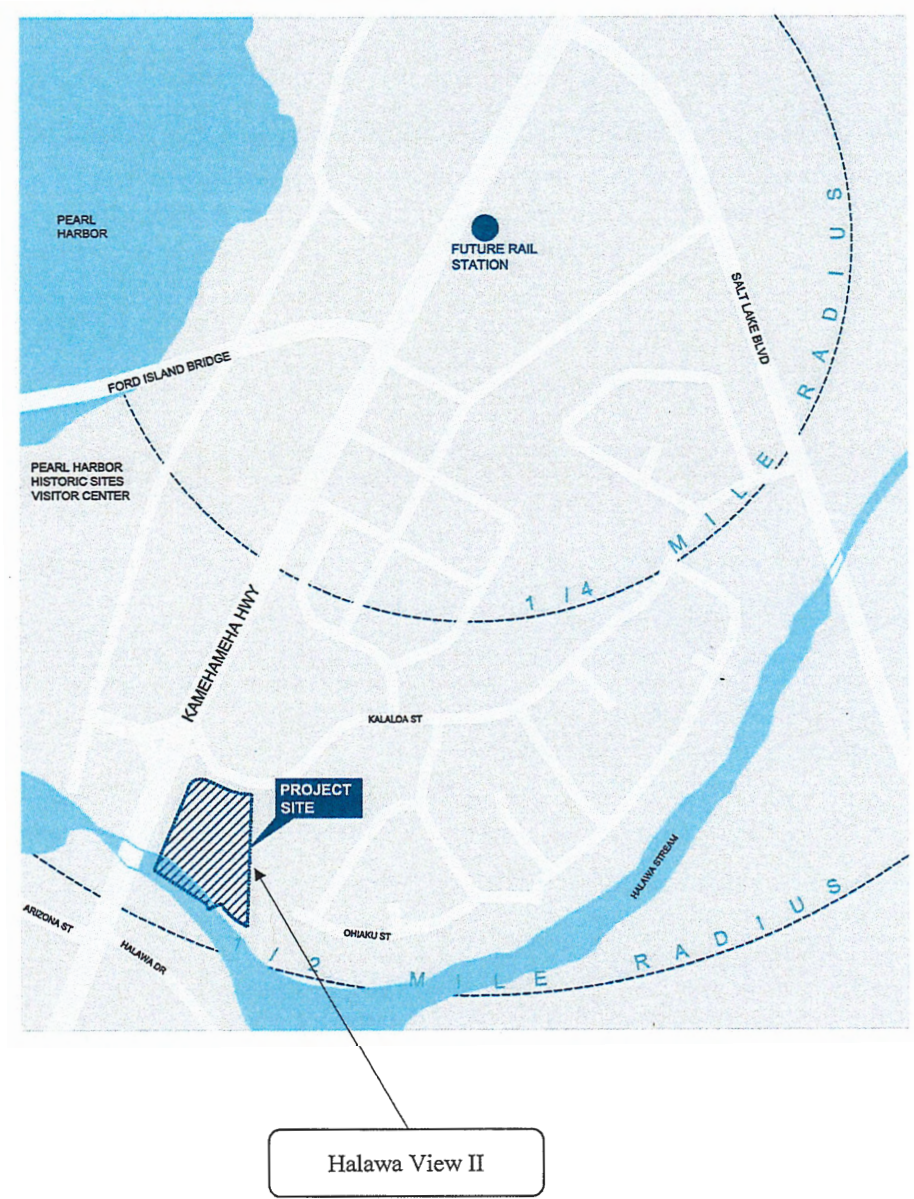 PEARL
HARBOR
FUTURE RAIL
STATION
SALT LAKE BLVD
FORD ISLAND BRIDGE
PEARL HARBOR
HISTORIC SITES
VISITOR CENTER
1/4 MILE RADIUS
KAMEHAMEHA HWY
KALALOA ST
PROJECT
SITE
HALAWA STREAM
ARIZONA ST
HALAWA DR
OHIAKU ST
1/2 MILE RADIUS
Halawa View II